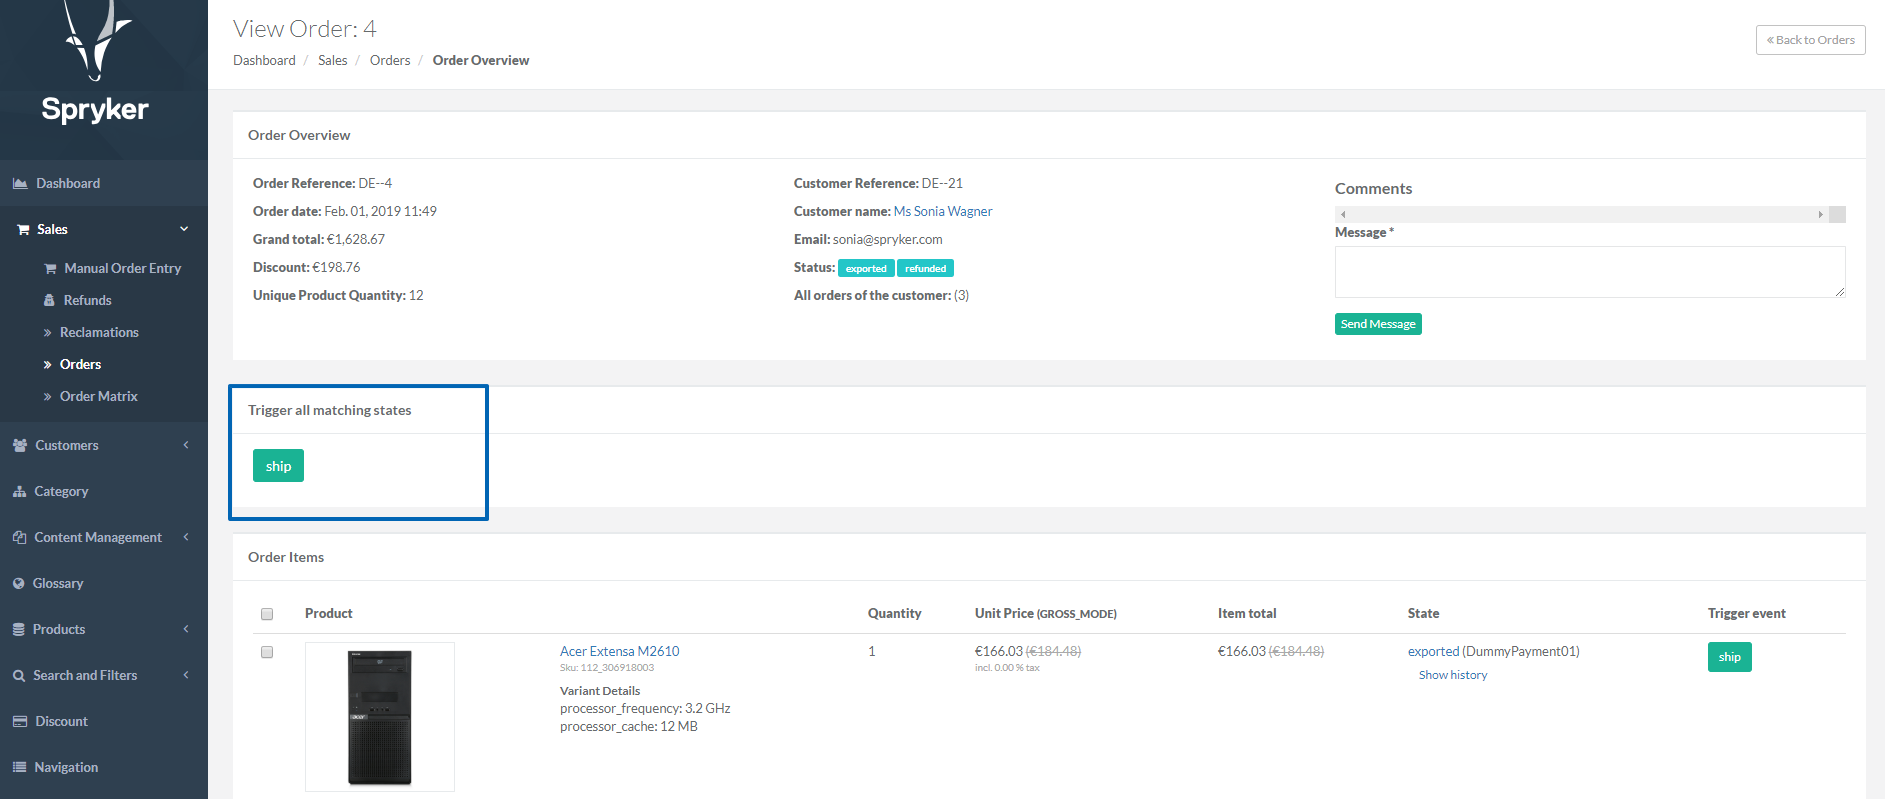 Spryker
Dashboard
Sales
Manual Order Entry
Refunds
Reclamations
Orders
Order Matrix
Customers
Category
Content Management
Glossary
Products
Search and Filters
Discount
Navigation
View Order: 4
Dashboard / Sales / Orders / Order Overview
« Back to Orders
Order Overview
Order Reference: DE--4
Order date: Feb. 01, 2019 11:49
Grand total: €1,628.67
Discount: €198.76
Unique Product Quantity: 12
Customer Reference: DE--21
Customer name: Ms Sonia Wagner
Email: sonia@spryker.com
Status: exported refunded
All orders of the customer: (3)
Comments
Message *
Send Message
Trigger all matching states
ship
Order Items
Product Quantity Unit Price (GROSS_MODE) Item total State Trigger event
Acer Extensa M2610 1 €166.03 (€184.48) €166.03 (€184.48) exported (DummyPayment01) ship
Sku: 112_306918003 incl. 0.00 % tax Show history
Variant Details
processor_frequency: 3.2 GHz
processor_cache: 12 MB